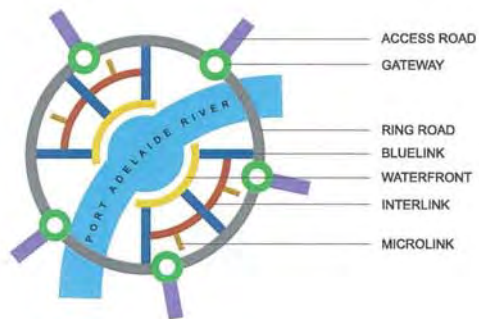 ACCESS ROAD
GATEWAY
RING ROAD
BLUELINK
WATERFRONT
INTERLINK
MICROLINK
PORT ADELAIDE RIVER